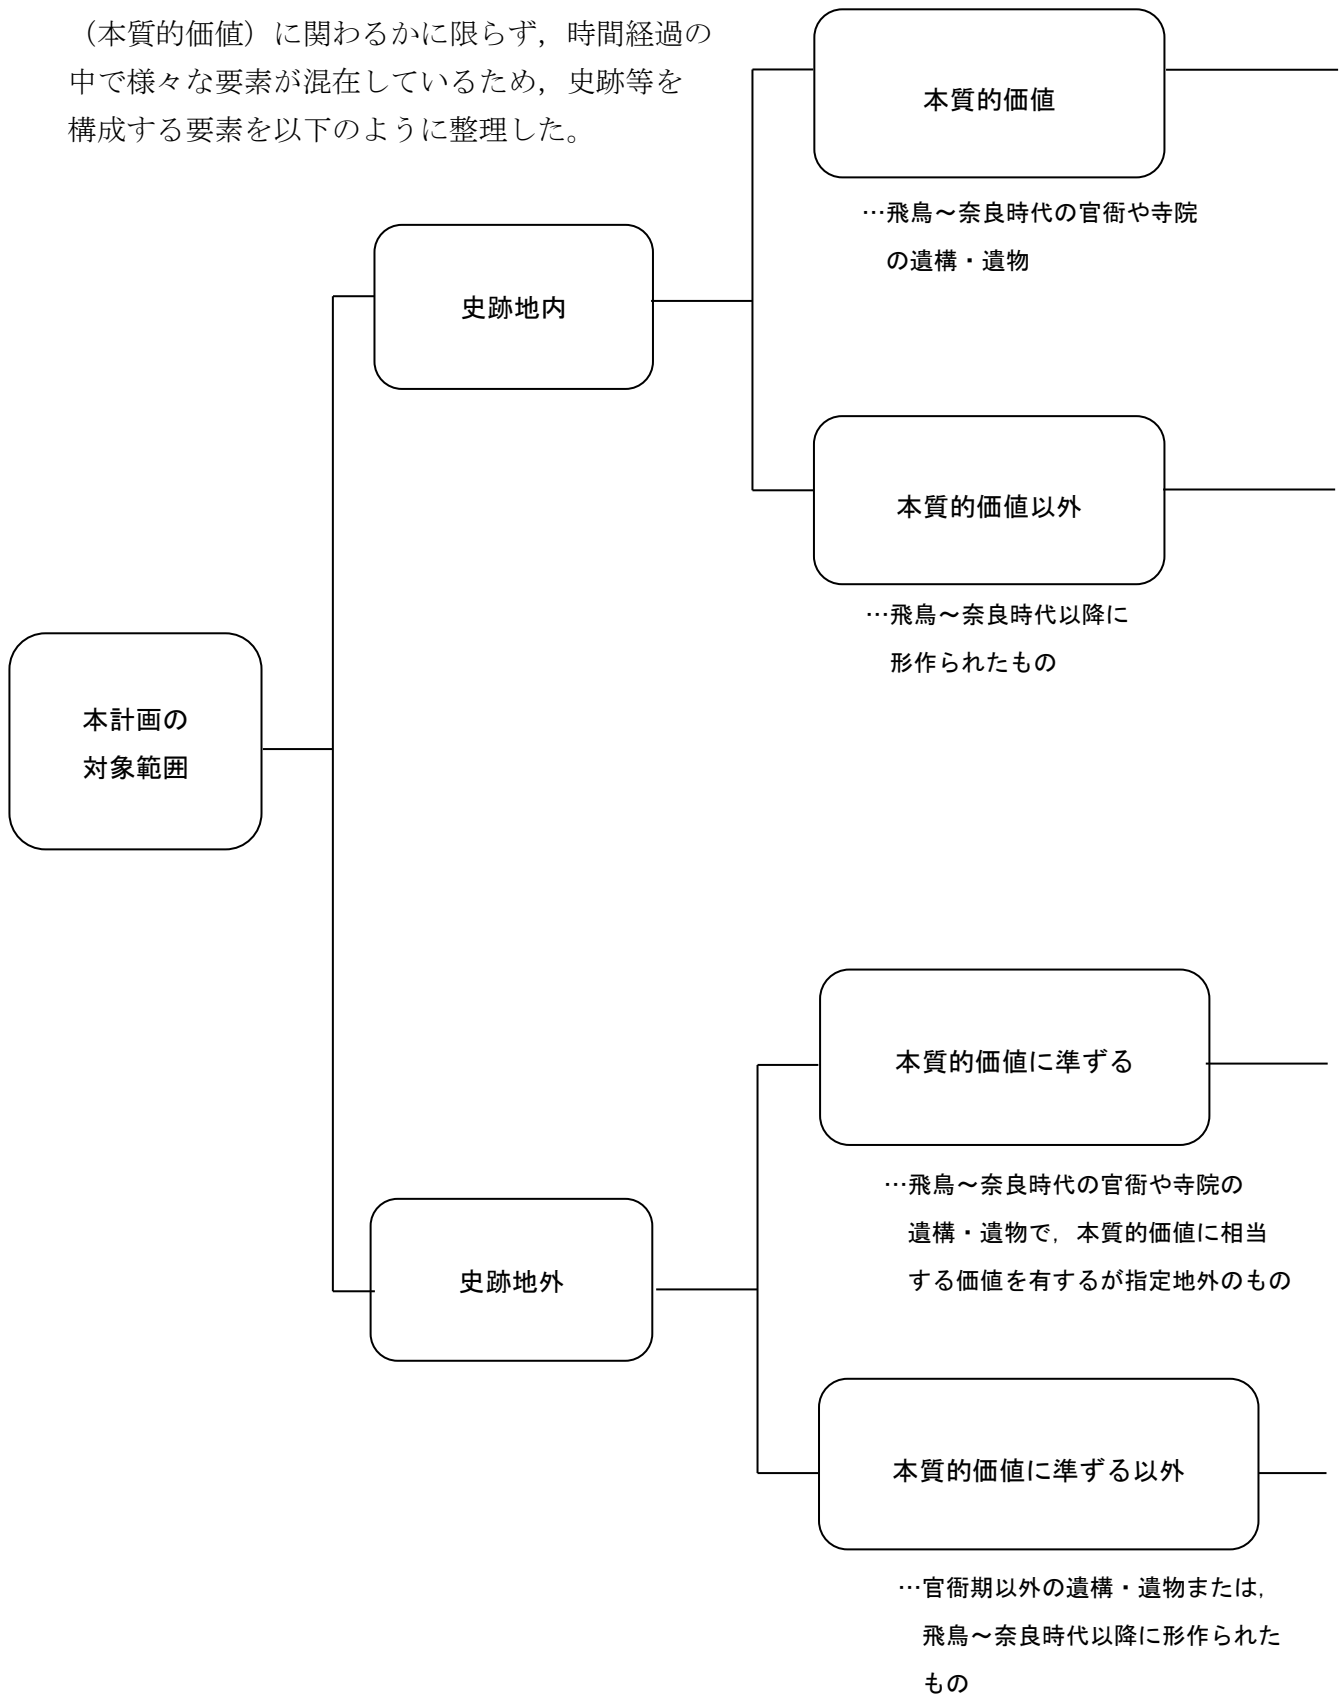 （本質的価値）に関わるかに限らず，時間経過の
中で様々な要素が混在しているため，史跡等を
構成する要素を以下のように整理した。
本計画の
対象範囲
史跡地内
本質的価値
…飛鳥～奈良時代の官衙や寺院
の遺構・遺物
本質的価値以外
…飛鳥～奈良時代以降に
形作られたもの
史跡地外
本質的価値に準ずる
…飛鳥～奈良時代の官衙や寺院の
遺構・遺物で，本質的価値に相当
する価値を有するが指定地外のもの
本質的価値に準ずる以外
…官衙期以外の遺構・遺物または，
飛鳥～奈良時代以降に形作られた
もの